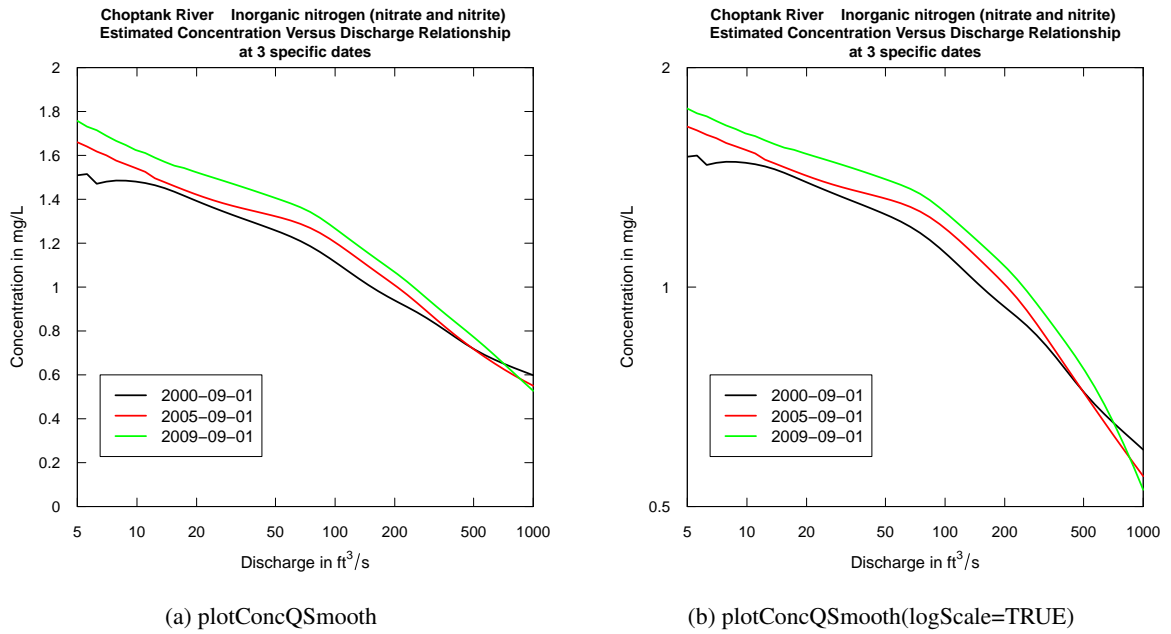 Choptank River Inorganic nitrogen (nitrate and nitrite)
Estimated Concentration Versus Discharge Relationship
at 3 specific dates
2
1.8
1.6
1.4
1.2
1
0.8
0.6
0.4
0.2
0
Concentration in mg/L
2000−09−01
2005−09−01
2009−09−01
5 10 20 50 100 200 500 1000
Discharge in ft³/s
(a) plotConcQSmooth
Choptank River Inorganic nitrogen (nitrate and nitrite)
Estimated Concentration Versus Discharge Relationship
at 3 specific dates
2
1
0.5
Concentration in mg/L
2000−09−01
2005−09−01
2009−09−01
5 10 20 50 100 200 500 1000
Discharge in ft³/s
(b) plotConcQSmooth(logScale=TRUE)